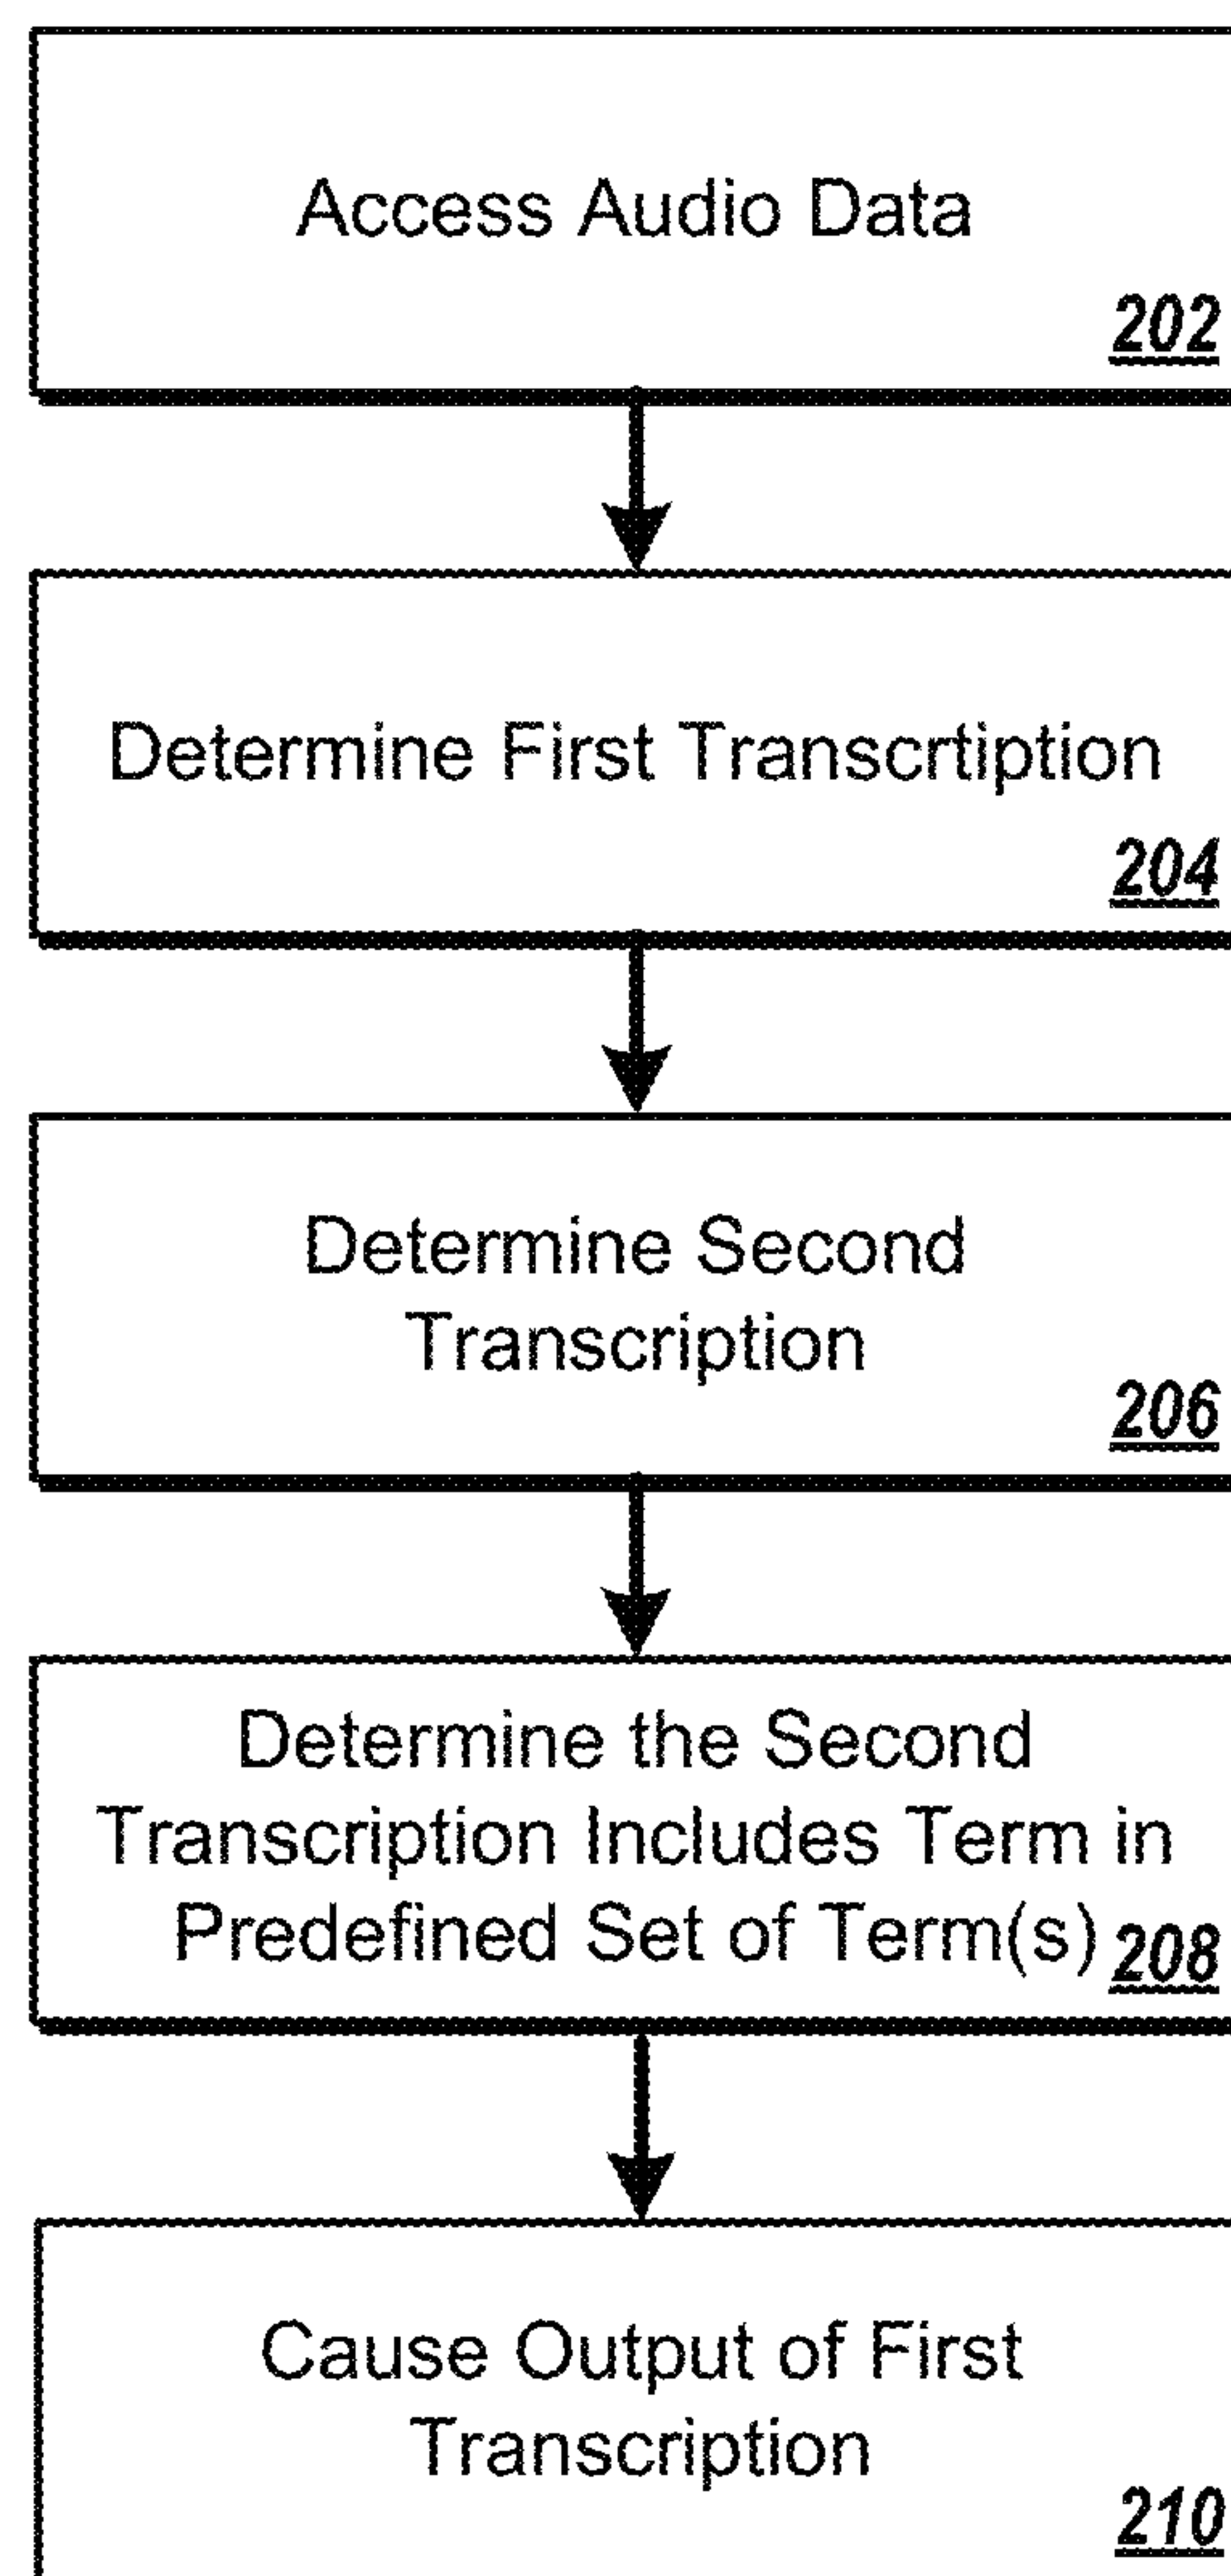 Access Audio Data
202
Determine First Transcrtiption
204
Determine Second
Transcription
206
Determine the Second
Transcription Includes Term in
Predefined Set of Term(s) 208
Cause Output of First
Transcription
210